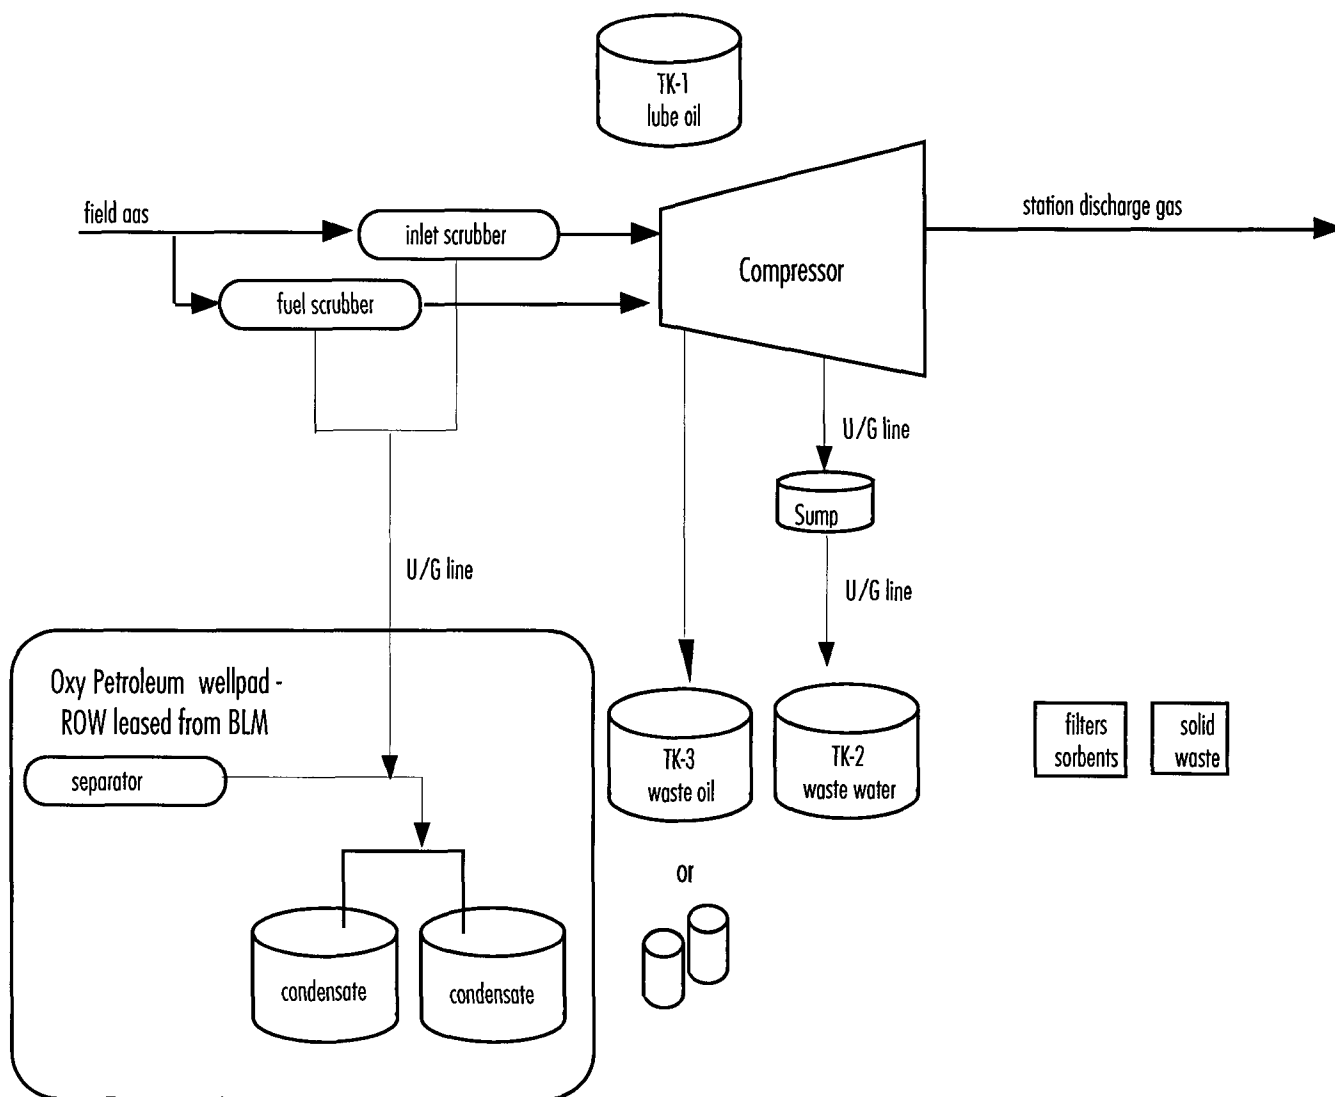 TK-1
lube oil
field aas
station discharge gas
inlet scrubber
Compressor
fuel scrubber
U/G line
Sump
U/G line
U/G line
Oxy Petroleum wellpad -
ROW leased from BLM
separator
TK-3
waste oil
TK-2
waste water
filters
sorbents
solid
waste
or
condensate
condensate